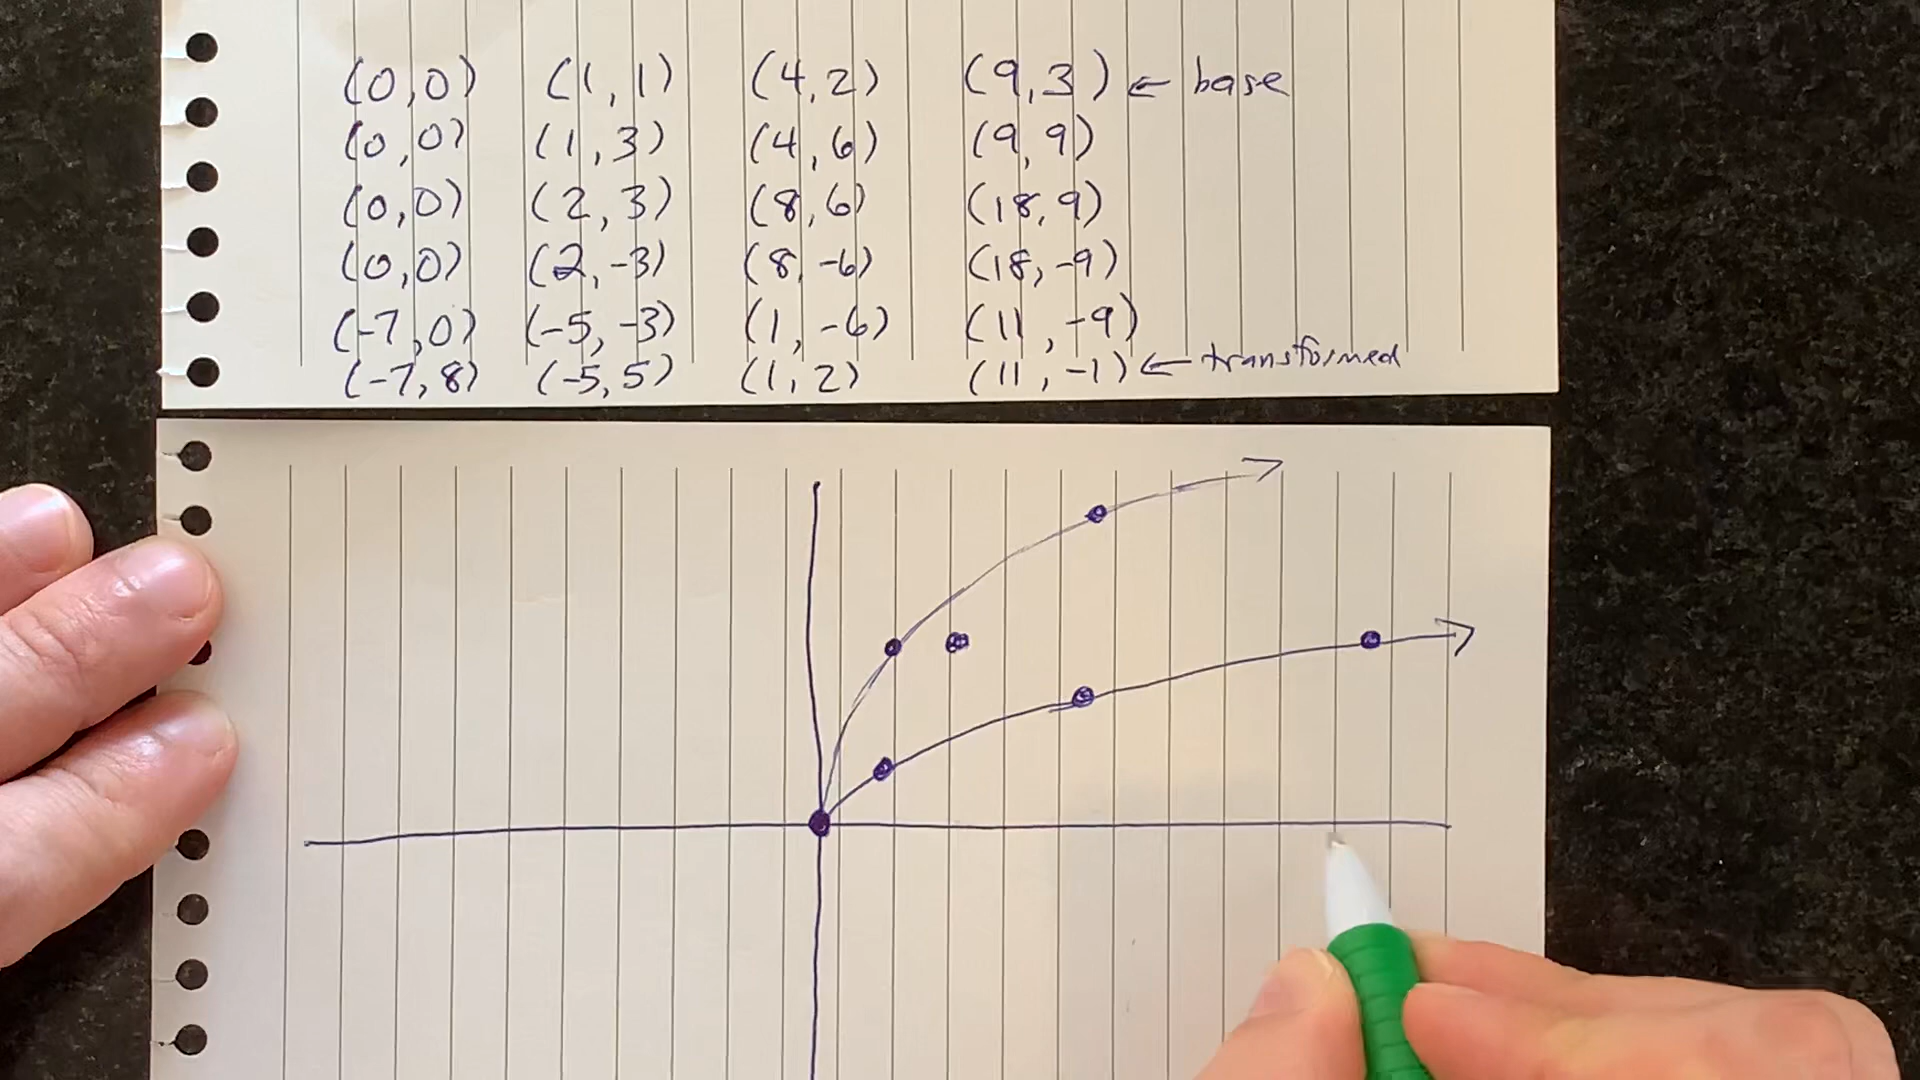 (0,0) (1,1) (4,2) (9,3) ← base
(0,0) (1,3) (4,6) (9,9)
(0,0) (2,3) (8,6) (18,9)
(0,0) (2,-3) (8,-6) (18,-9)
(-7,0) (-5,-3) (1,-6) (11,-9)
(-7,8) (-5,5) (1,2) (11,-1) ← transformed